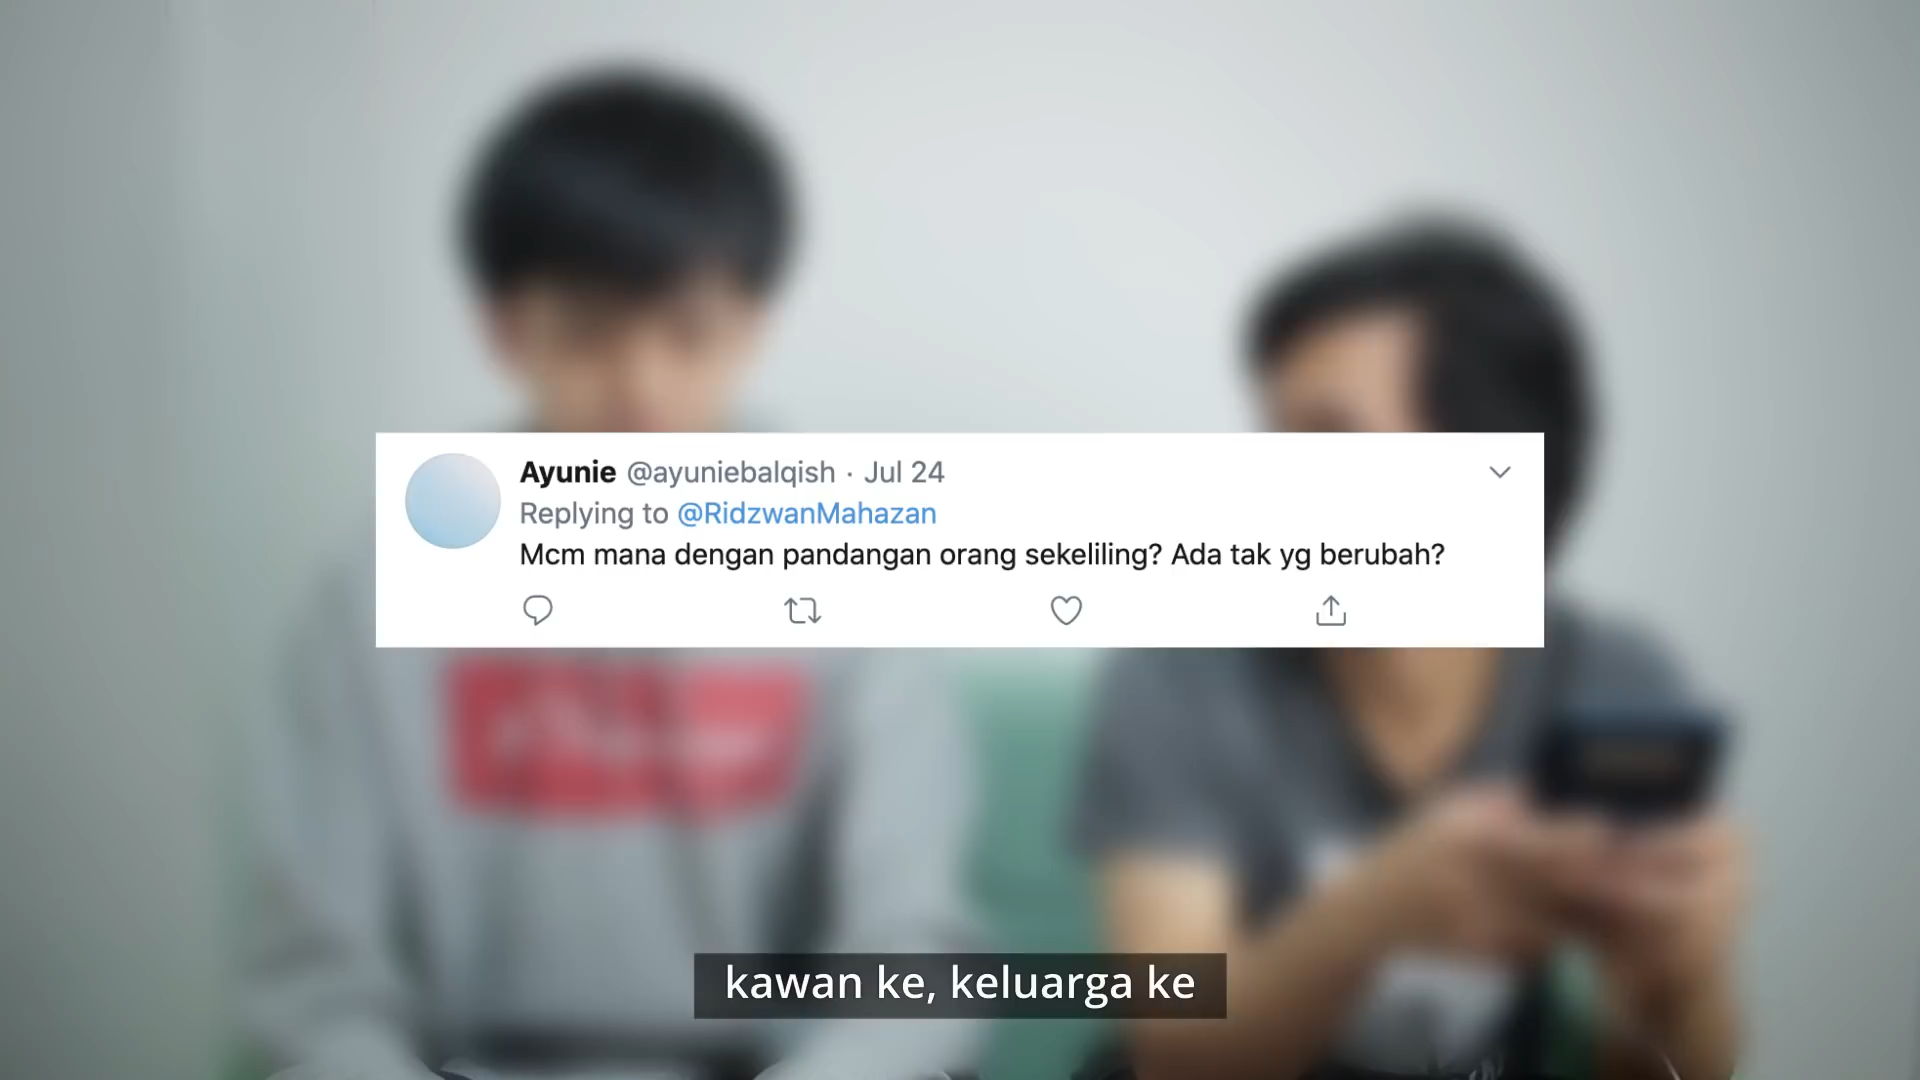 Ayunie @ayuniebalqish · Jul 24
Replying to @RidzwanMahazan
Mcm mana dengan pandangan orang sekeliling? Ada tak yg berubah?
kawan ke, keluarga ke